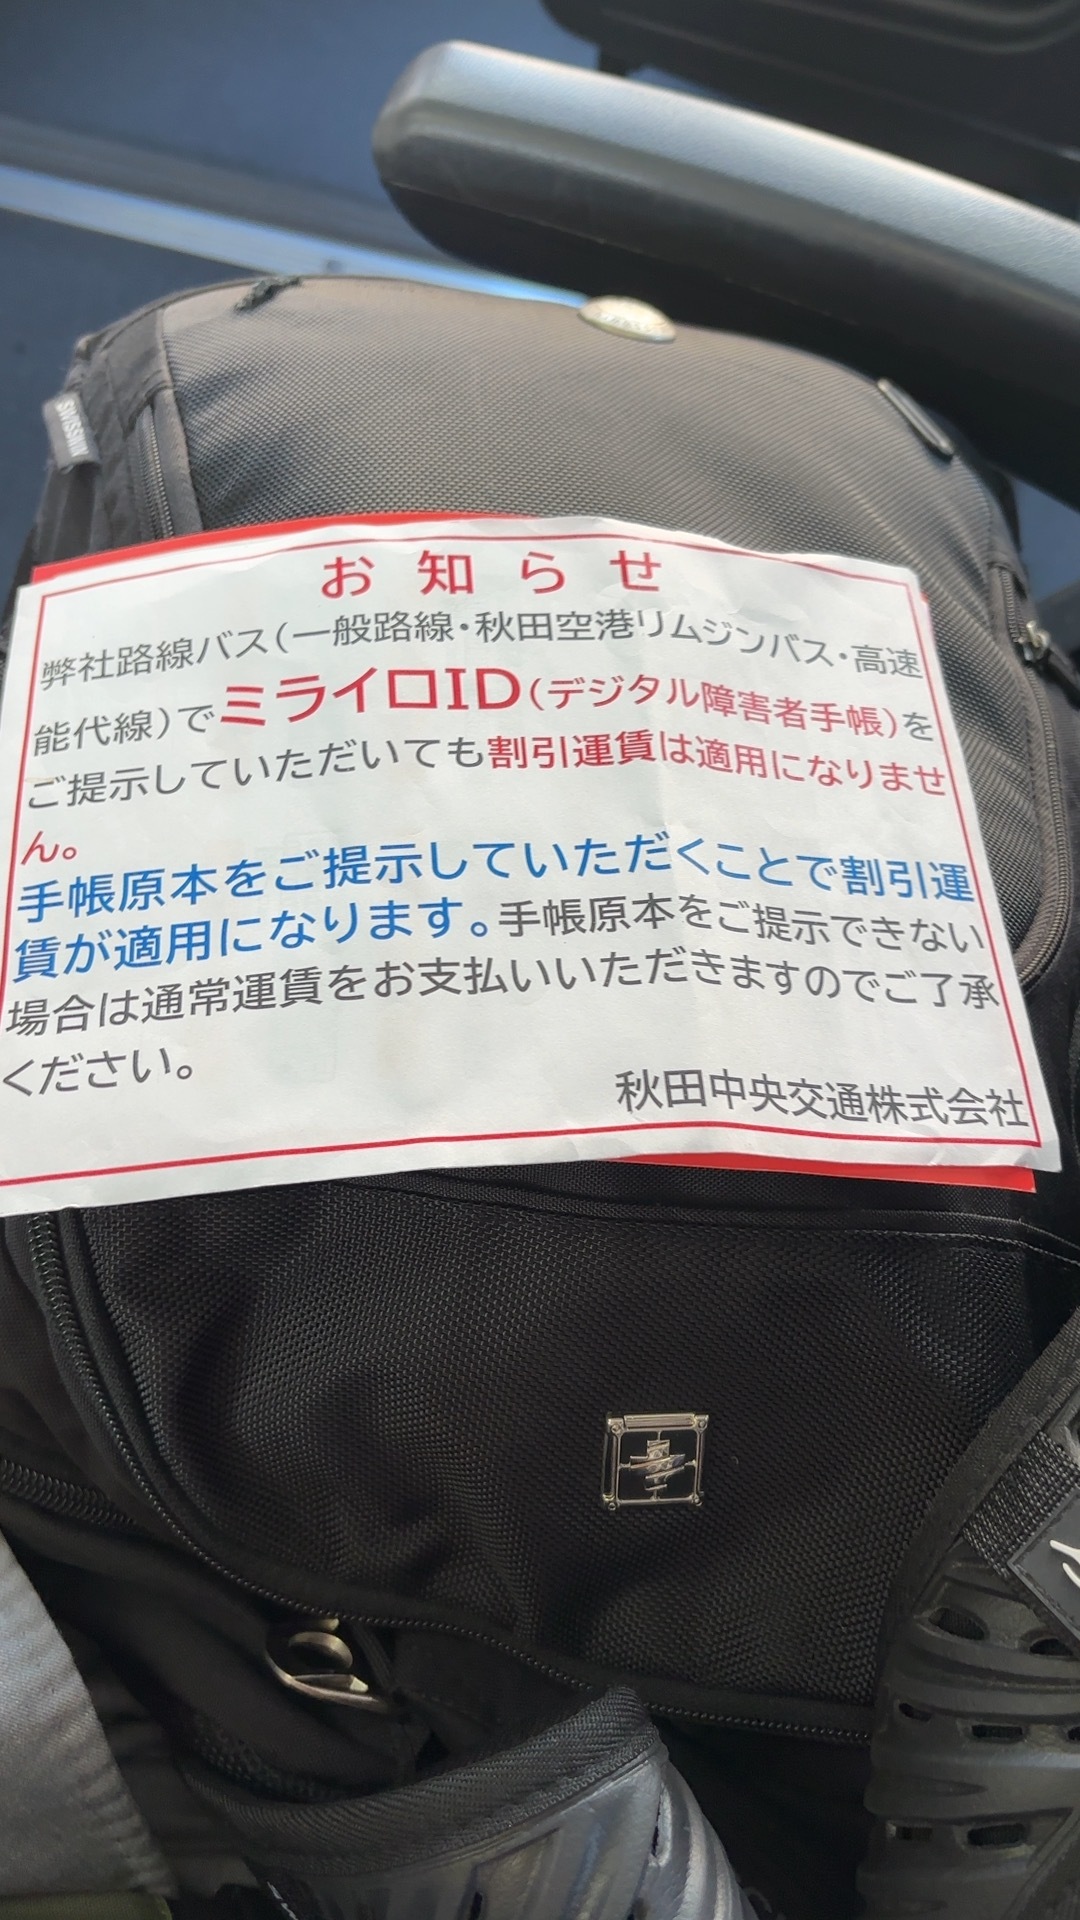 SWISSWIN
お知らせ
弊社路線バス(一般路線・秋田空港リムジンバス・高速
能代線)でミライロID(デジタル障害者手帳)を
ご提示していただいても割引運賃は適用になりませ
ん。
手帳原本をご提示していただくことで割引運
賃が適用になります。手帳原本をご提示できない
場合は通常運賃をお支払いいただきますのでご了承
ください。
秋田中央交通株式会社